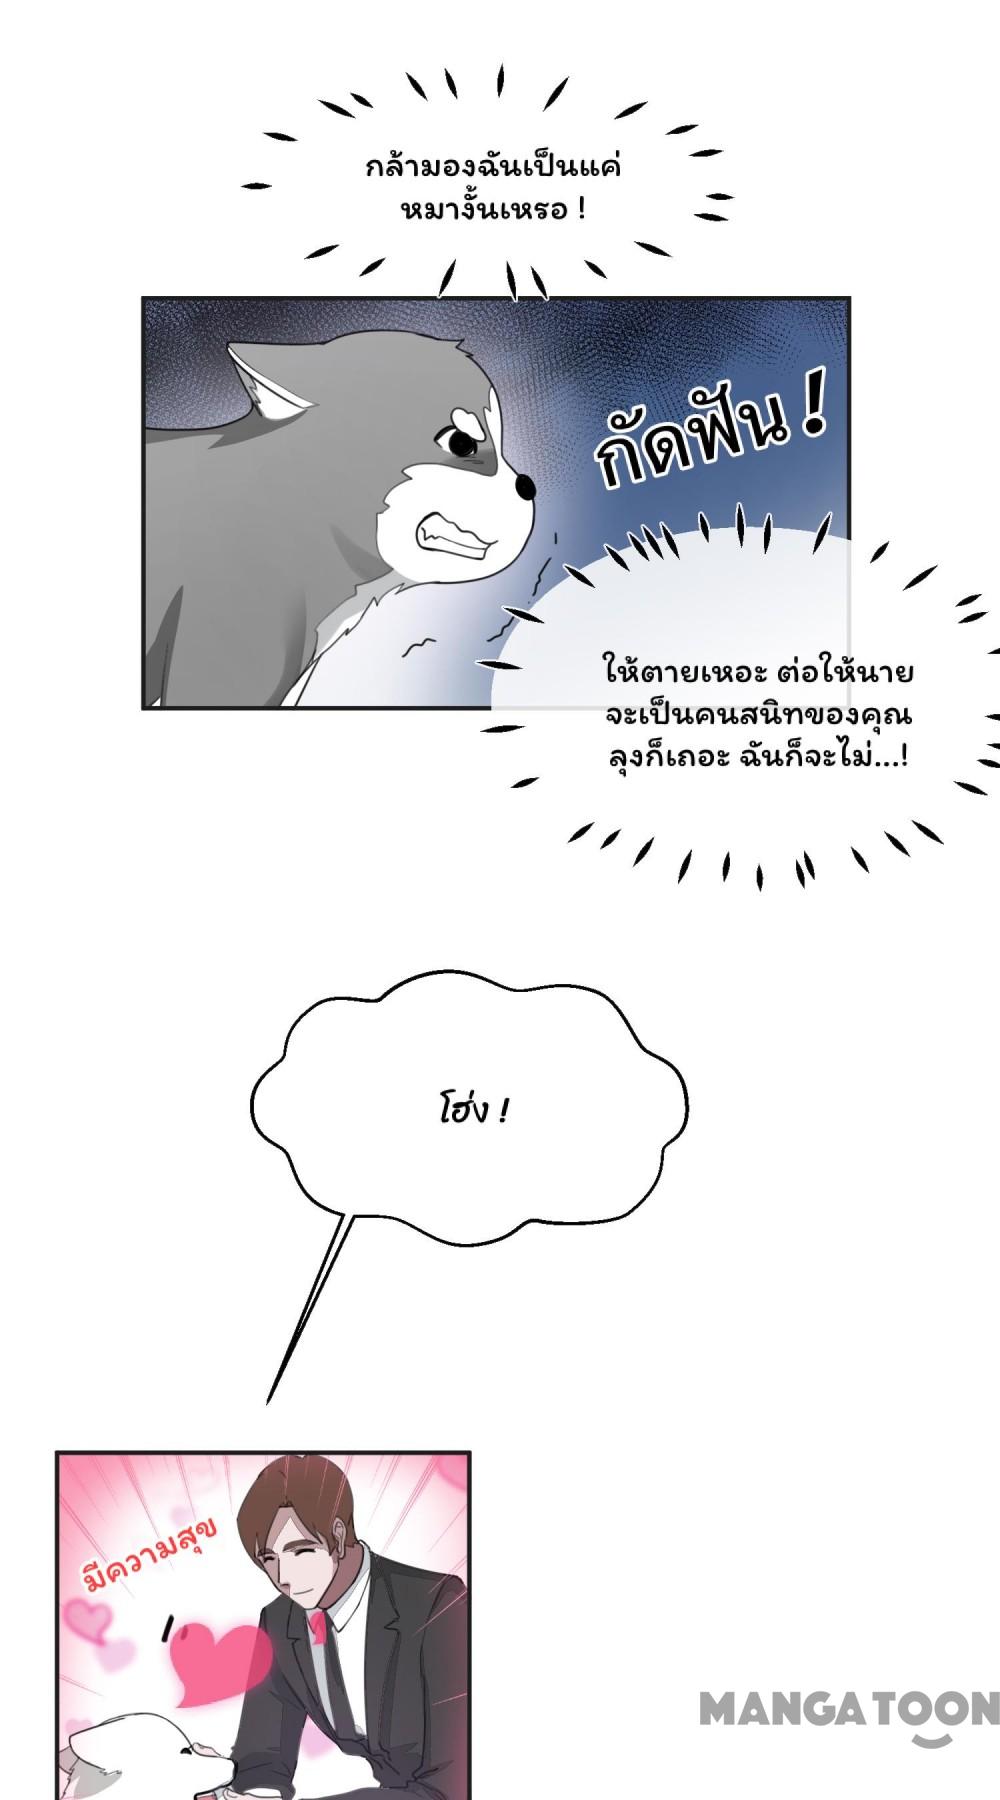 กล้ามองฉันเป็นแค่
หมางั้นเหรอ !
กัดฟัน !
ให้ตายเหอะ ต่อให้นาย
จะเป็นคนสนิทของคุณ
ลุงก็เถอะ ฉันก็จะไม่...!
โฮ่ง !
มีความสุข
MANGATOON